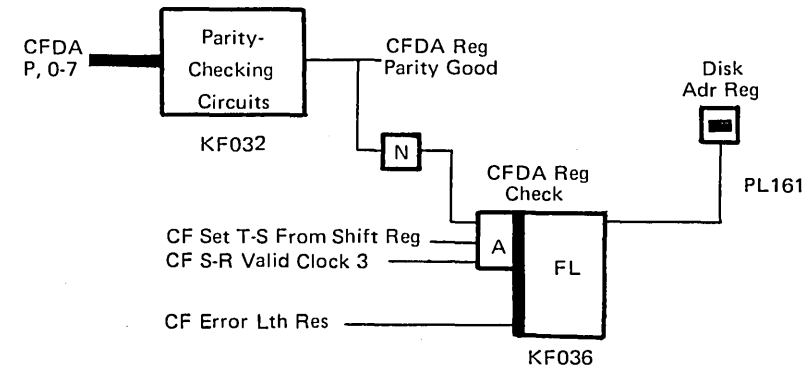 CFDA
P, 0-7
Parity-
Checking
Circuits
KF032
CFDA Reg
Parity Good
Disk
Adr Reg
N
PL161
CFDA Reg
Check
CF Set T-S From Shift Reg
CF S-R Valid Clock 3
A
FL
CF Error Lth Res
KF036